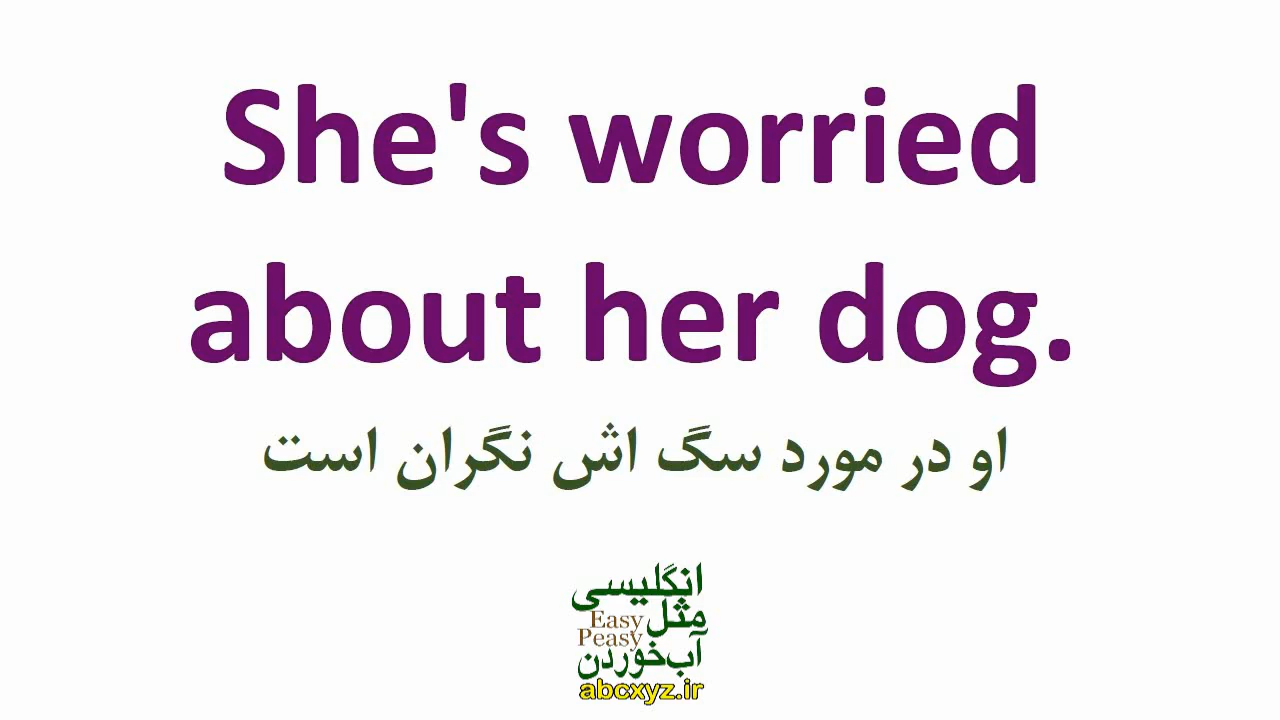 She's worried
about her dog.
او در مورد سگ اش نگران است
انگلیسی
مثل
Easy
Peasy
آب‌خوردن
abcxyz.ir